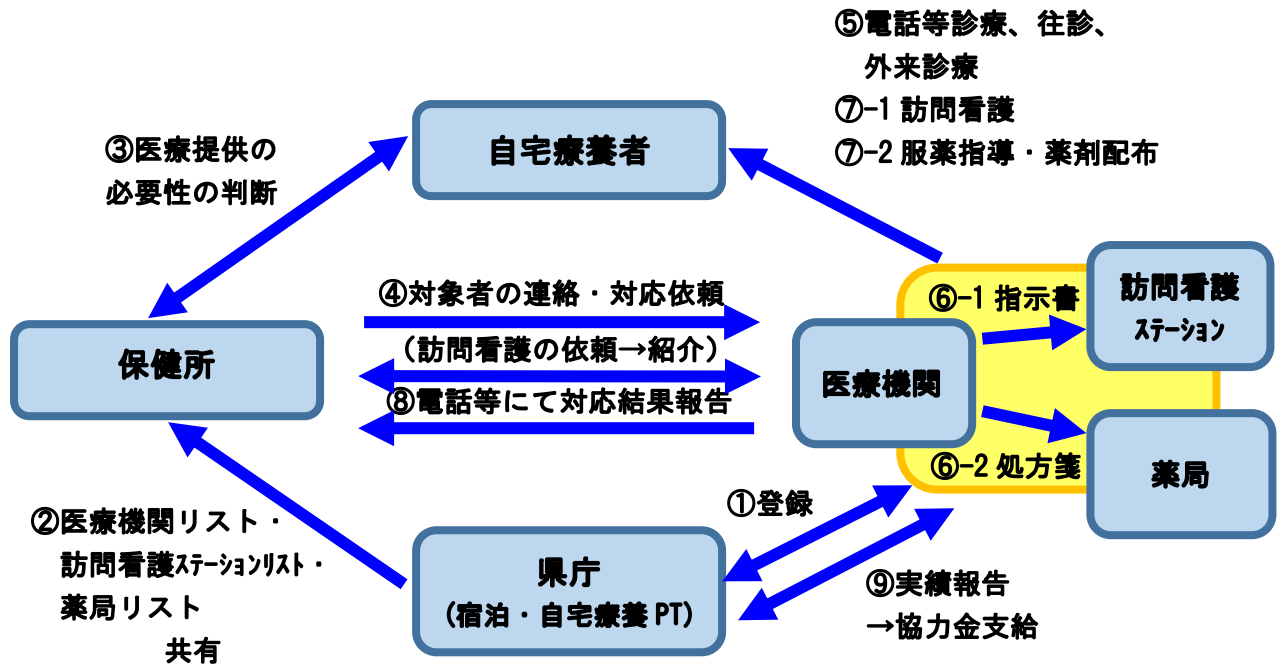 ⑤電話等診療、往診、
外来診療
⑦-1 訪問看護
⑦-2 服薬指導・薬剤配布
③医療提供の
必要性の判断
自宅療養者
④対象者の連絡・対応依頼
（訪問看護の依頼→紹介）
⑧電話等にて対応結果報告
保健所
医療機関
⑥-1 指示書
訪問看護
ｽﾃｰｼｮﾝ
⑥-2 処方箋
薬局
①登録
②医療機関リスト・
訪問看護ｽﾃｰｼｮﾝﾘｽﾄ・
薬局リスト
共有
県庁
(宿泊・自宅療養 PT)
⑨実績報告
→協力金支給